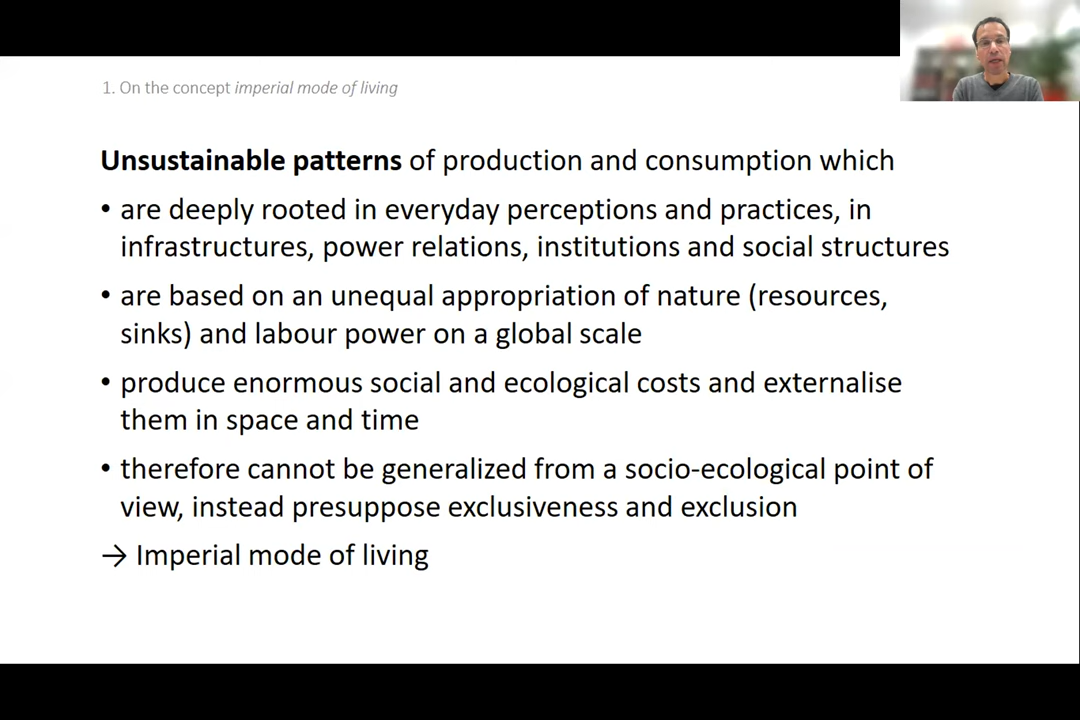 1. On the concept imperial mode of living
Unsustainable patterns of production and consumption which
• are deeply rooted in everyday perceptions and practices, in
infrastructures, power relations, institutions and social structures
• are based on an unequal appropriation of nature (resources,
sinks) and labour power on a global scale
• produce enormous social and ecological costs and externalise
them in space and time
• therefore cannot be generalized from a socio-ecological point of
view, instead presuppose exclusiveness and exclusion
→ Imperial mode of living